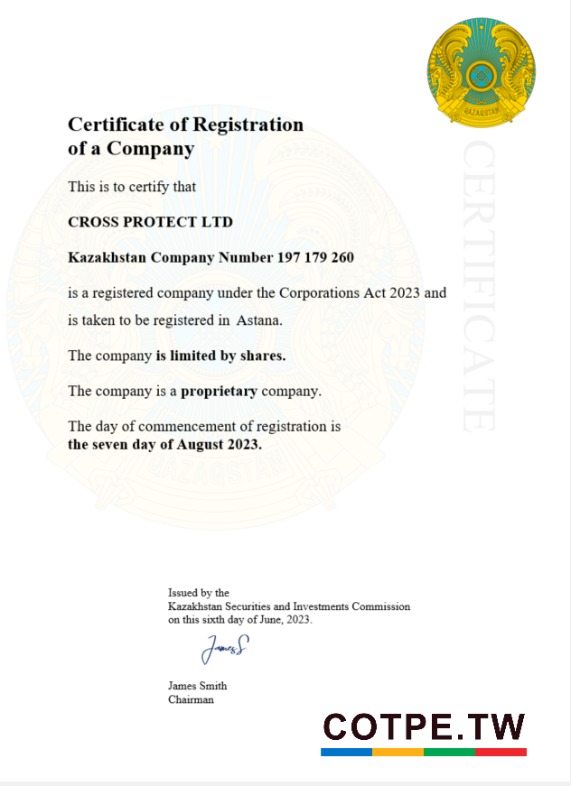 QAZAQSTAN
Certificate of Registration
of a Company
This is to certify that
CROSS PROTECT LTD
Kazakhstan Company Number 197 179 260
is a registered company under the Corporations Act 2023 and
is taken to be registered in Astana.
The company is limited by shares.
The company is a proprietary company.
The day of commencement of registration is
the seven day of August 2023.
CERTIFICATE
QAZAQSTAN
Issued by the
Kazakhstan Securities and Investments Commission
on this sixth day of June, 2023.
JamesS
James Smith
Chairman
COTPE.TW